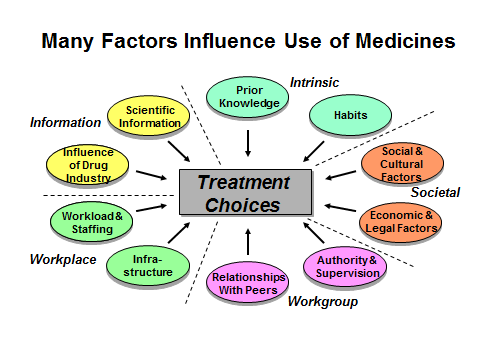 Many Factors Influence Use of Medicines
Prior
Knowledge
Intrinsic
Scientific
Information
Habits
Information
Influence
of Drug
Industry
Social &
Cultural
Factors
Treatment
Choices
Societal
Workload &
Staffing
Economic &
Legal Factors
Workplace
Infra-
structure
Relationships
With Peers
Authority &
Supervision
Workgroup